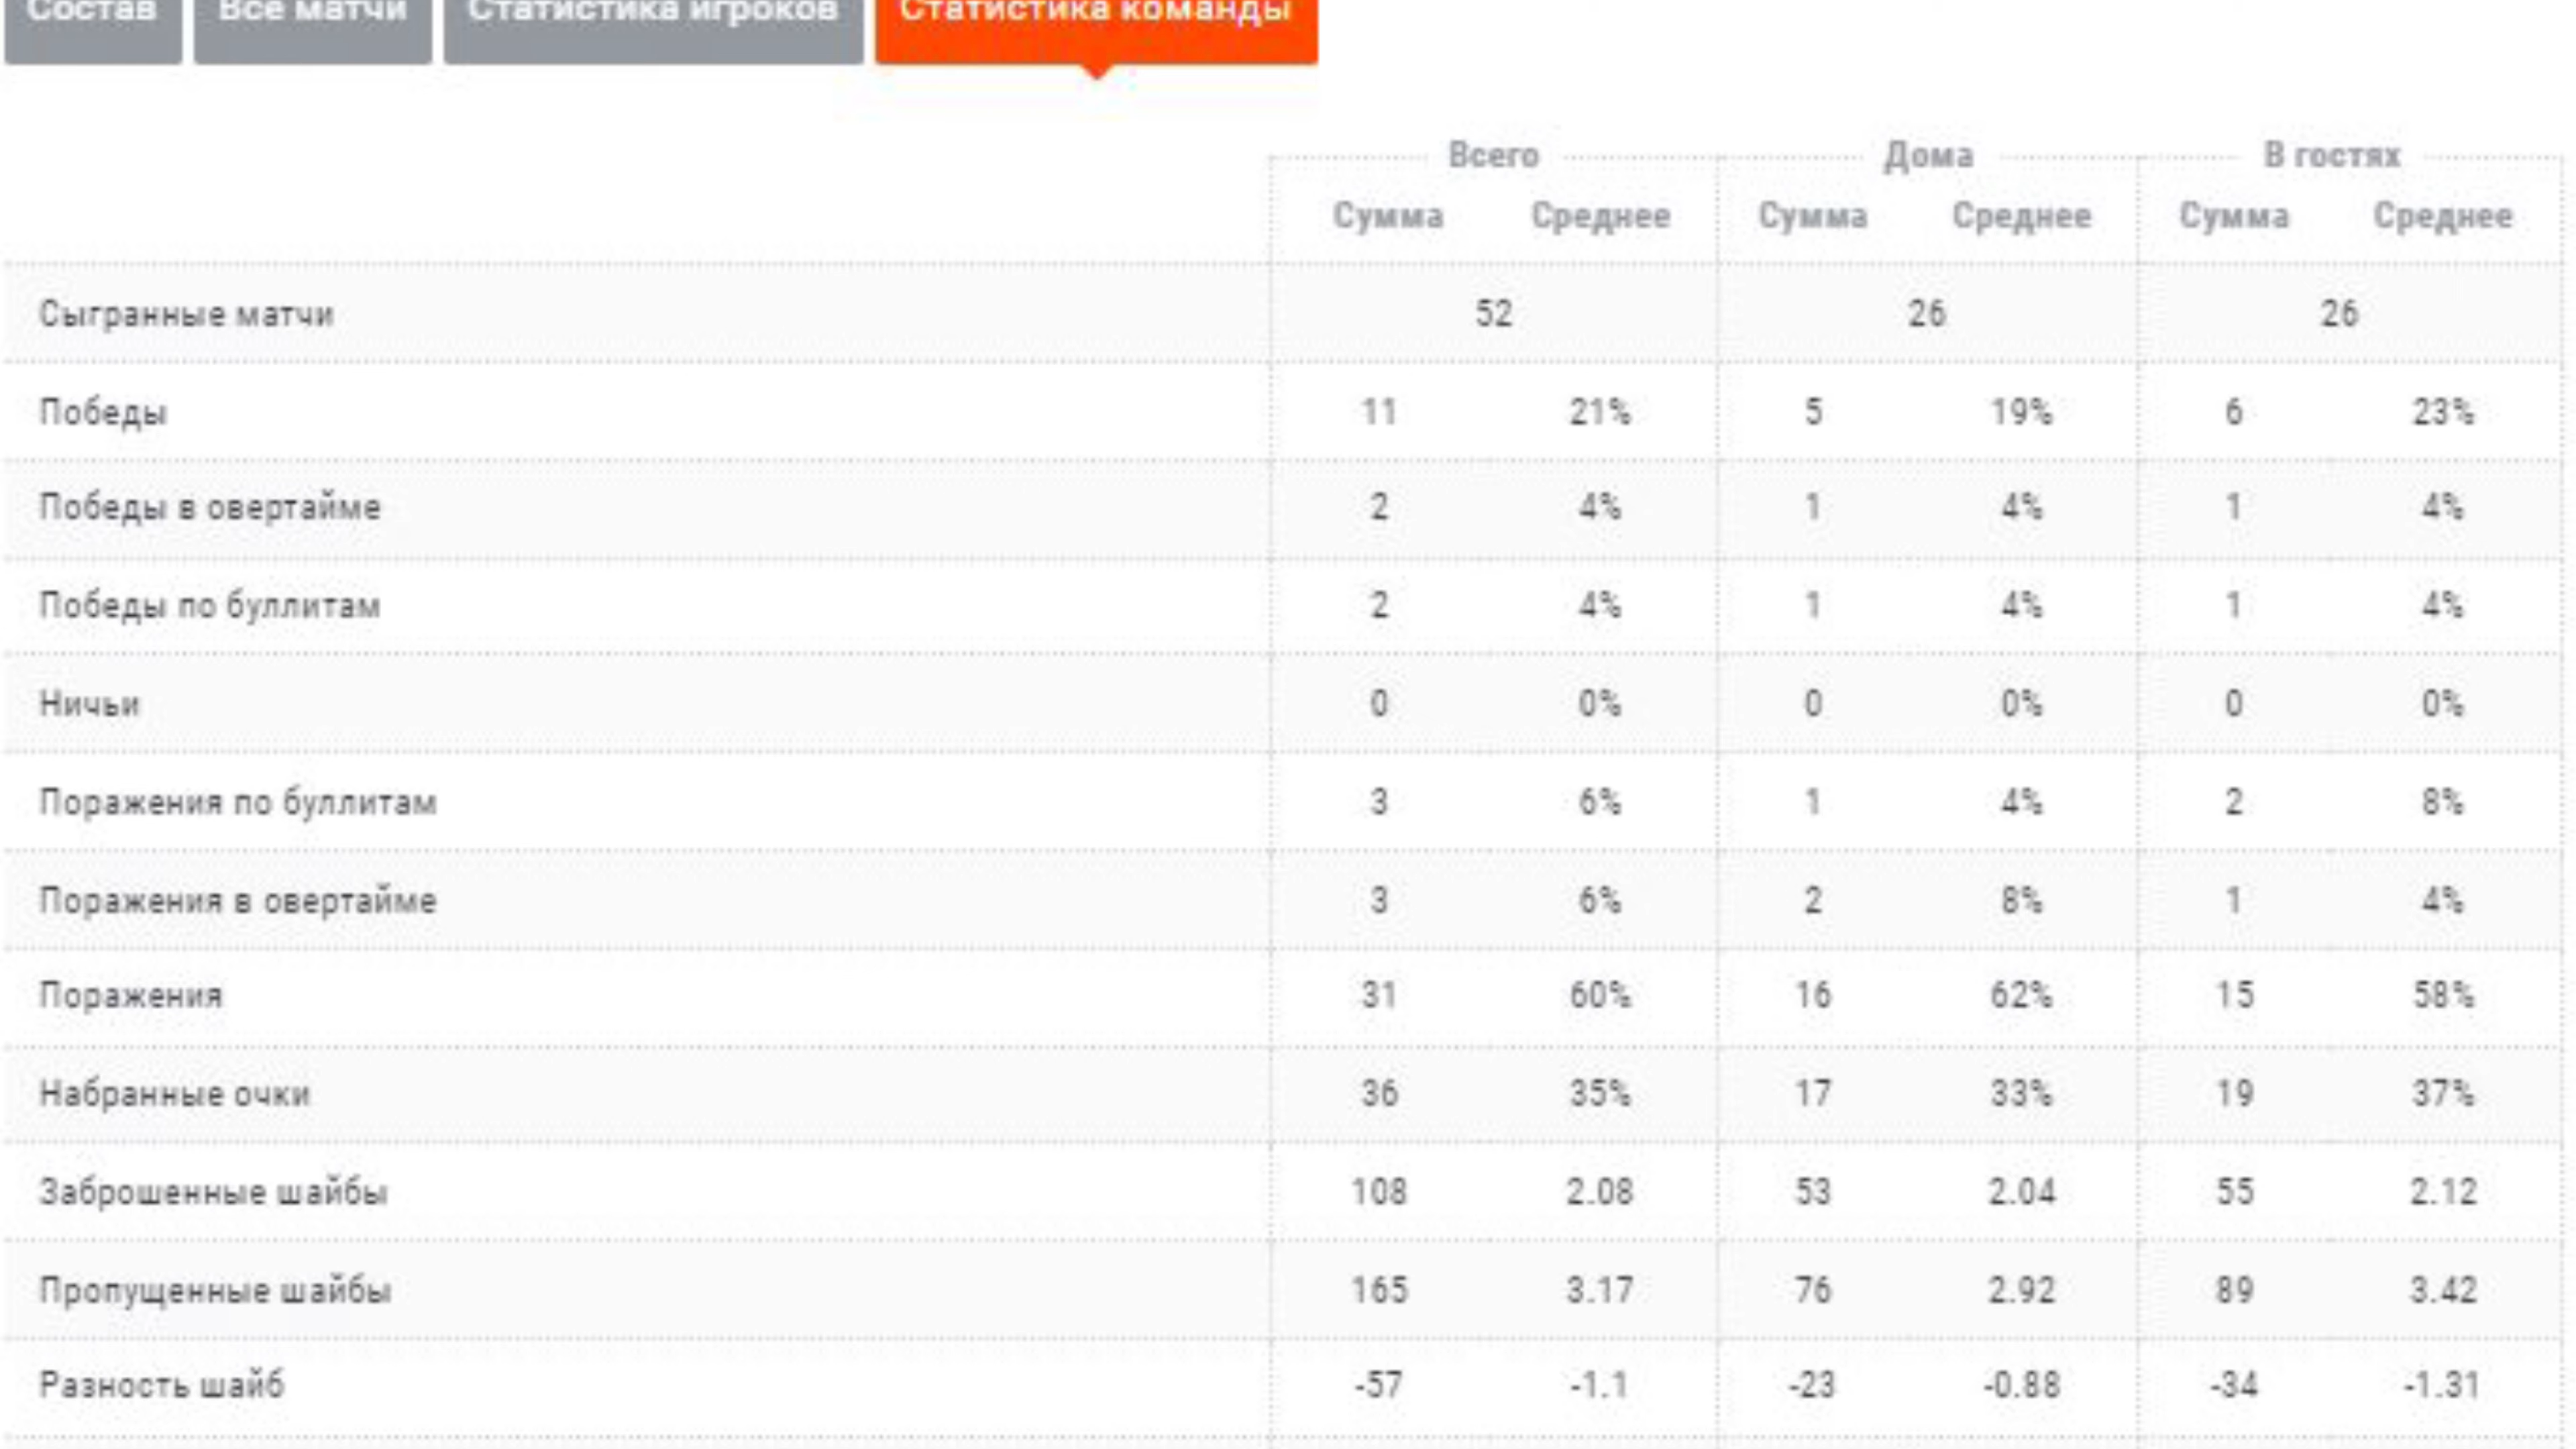 Состав Все матчи Статистика игроков Статистика команды
Всего Дома В гостях
Сумма Среднее Сумма Среднее Сумма Среднее
Сыгранные матчи 52 26 26
Победы 11 21% 5 19% 6 23%
Победы в овертайме 2 4% 1 4% 1 4%
Победы по буллитам 2 4% 1 4% 1 4%
Ничьи 0 0% 0 0% 0 0%
Поражения по буллитам 3 6% 1 4% 2 8%
Поражения в овертайме 3 6% 2 8% 1 4%
Поражения 31 60% 16 62% 15 58%
Набранные очки 36 35% 17 33% 19 37%
Заброшенные шайбы 108 2.08 53 2.04 55 2.12
Пропущенные шайбы 165 3.17 76 2.92 89 3.42
Разность шайб -57 -1.1 -23 -0.88 -34 -1.31